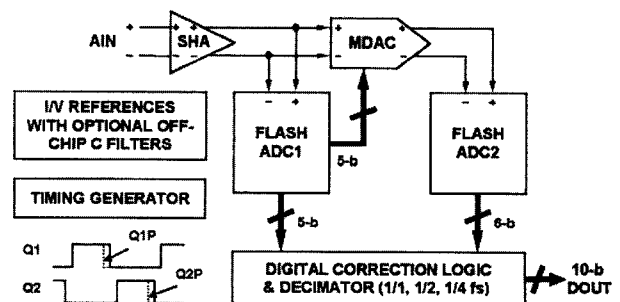 AIN
SHA
MDAC
I/V REFERENCES
WITH OPTIONAL OFF-
CHIP C FILTERS
FLASH
ADC1
5-b
FLASH
ADC2
TIMING GENERATOR
5-b
6-b
Q1
Q1P
Q2
Q2P
DIGITAL CORRECTION LOGIC
& DECIMATOR (1/1, 1/2, 1/4 fs)
10-b
DOUT